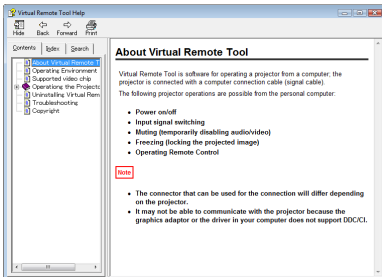 Virtual Remote Tool Help
Hide Back Forward Print
Contents Index Search
About Virtual Remote T
Operating Environment
Supported video chip
Operationg the Projecto
Uninstalling Virtual Rem
Troubleshooting
Copyright
About Virtual Remote Tool
Virtual Remote Tool is software for operating a projector from a computer; the
projector is connected with a computer connection cable (signal cable).
The following projector operations are possible from the personal computer:
• Power on/off
• Input signal switching
• Muting (temporarily disabling audio/video)
• Freezing (locking the projected image)
• Operating Remote Control
Note
• The connector that can be used for the connection will differ depending
on the projector.
• It may not be able to communicate with the projector because the
graphics adaptor or the driver in your computer does not support DDC/CI.